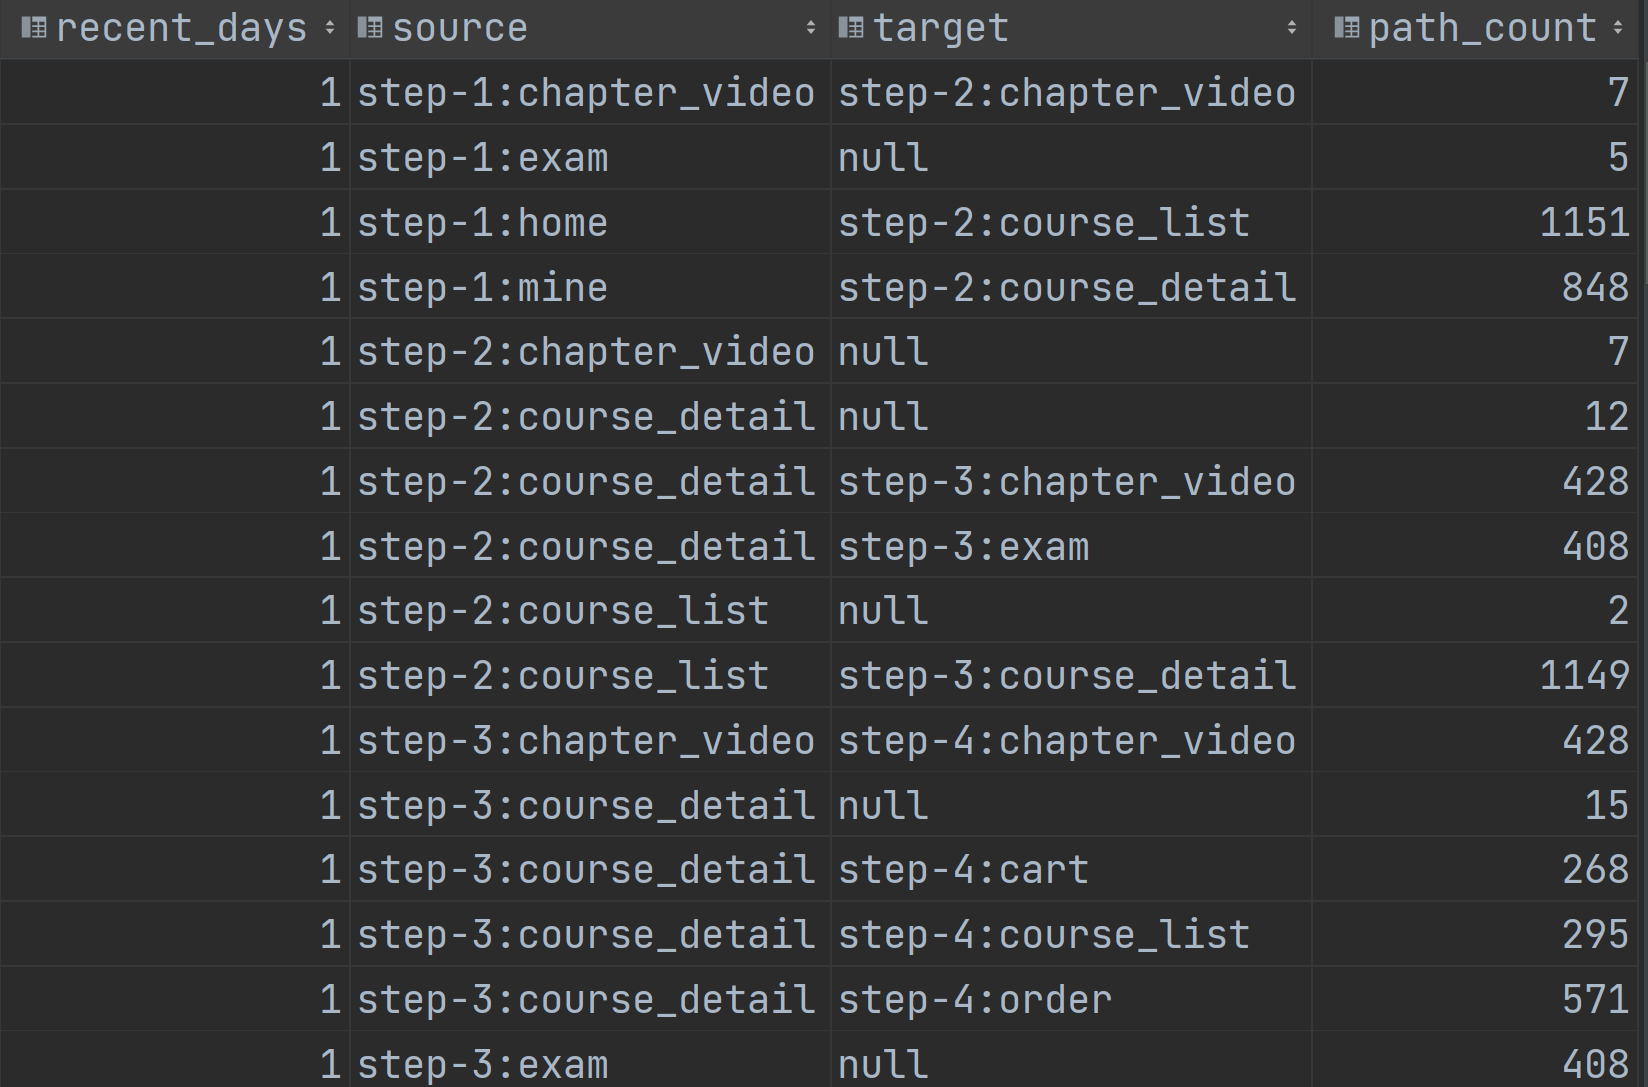 recent_days source target path_count
1 step-1:chapter_video step-2:chapter_video 7
1 step-1:exam null 5
1 step-1:home step-2:course_list 1151
1 step-1:mine step-2:course_detail 848
1 step-2:chapter_video null 7
1 step-2:course_detail null 12
1 step-2:course_detail step-3:chapter_video 428
1 step-2:course_detail step-3:exam 408
1 step-2:course_list null 2
1 step-2:course_list step-3:course_detail 1149
1 step-3:chapter_video step-4:chapter_video 428
1 step-3:course_detail null 15
1 step-3:course_detail step-4:cart 268
1 step-3:course_detail step-4:course_list 295
1 step-3:course_detail step-4:order 571
1 step-3:exam null 408